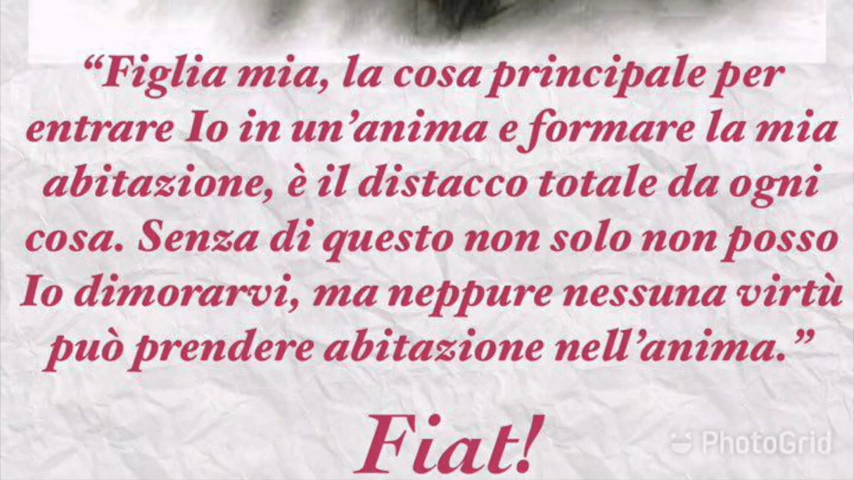 “Figlia mia, la cosa principale per
entrare Io in un’anima e formare la mia
abitazione, è il distacco totale da ogni
cosa. Senza di questo non solo non posso
Io dimorarvi, ma neppure nessuna virtù
può prendere abitazione nell’anima.”
Fiat!
PhotoGrid